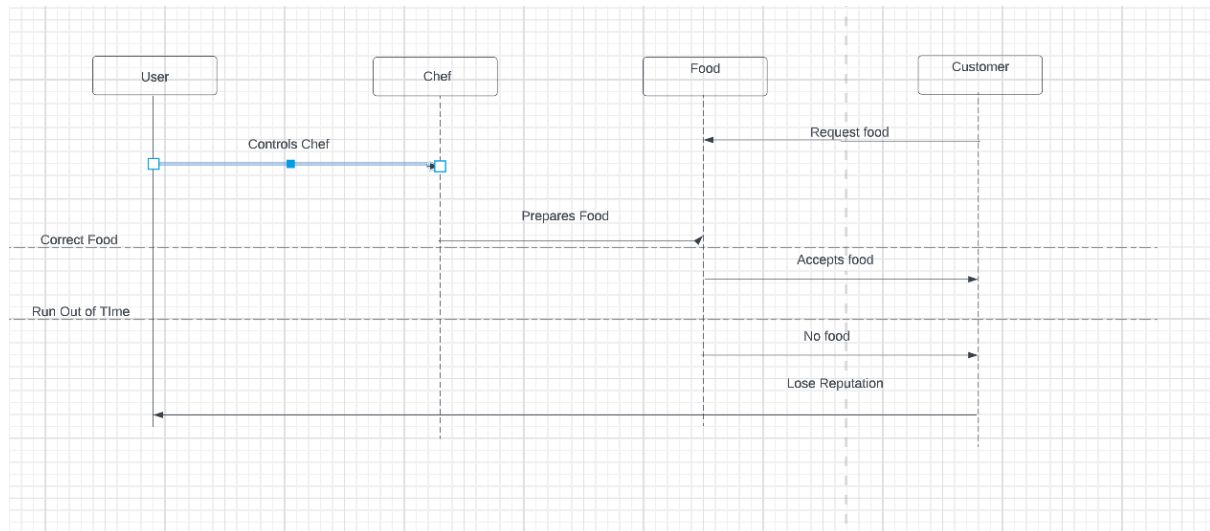 User
Chef
Food
Customer
Request food
Controls Chef
Prepares Food
Correct Food
Accepts food
Run Out of TIme
No food
Lose Reputation